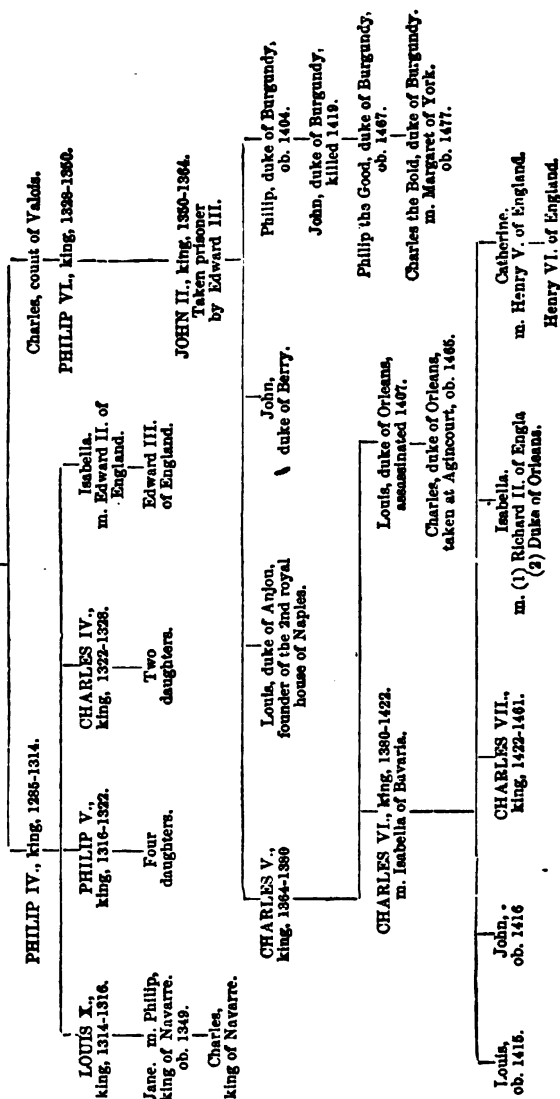 PHILIP IV., king, 1285-1314.
Charles, count of Valois.
LOUIS X.,
king, 1314-1316.
PHILIP V.,
king, 1316-1322.
CHARLES IV.,
king, 1322-1328.
Isabella.
m. Edward II. of
England.
PHILIP VI., king, 1328-1350.
Jane. m. Philip,
king of Navarre.
ob. 1349.
Four
daughters.
Two
daughters.
Edward III.
of England.
JOHN II., king, 1350-1364.
Taken prisoner
by Edward III.
Charles,
king of Navarre.
CHARLES V.,
king, 1364-1380
Louis, duke of Anjou,
founder of the 2nd royal
house of Naples.
John,
duke of Berry.
Philip, duke of Burgundy,
ob. 1404.
John, duke of Burgundy,
killed 1419.
Philip the Good, duke of Burgundy,
ob. 1467.
Charles the Bold, duke of Burgundy.
m. Margaret of York.
ob. 1477.
CHARLES VI., king, 1380-1422.
m. Isabella of Bavaria.
Louis, duke of Orleans,
assassinated 1407.
Charles, duke of Orleans,
taken at Agincourt, ob. 1465.
Louis,
ob. 1415.
John, .
ob. 1416
CHARLES VII.,
king, 1422-1461.
Isabella.
m. (1) Richard II. of Engla
(2) Duke of Orleans.
Catherine.
m. Henry V. of England.
Henry VI. of England.